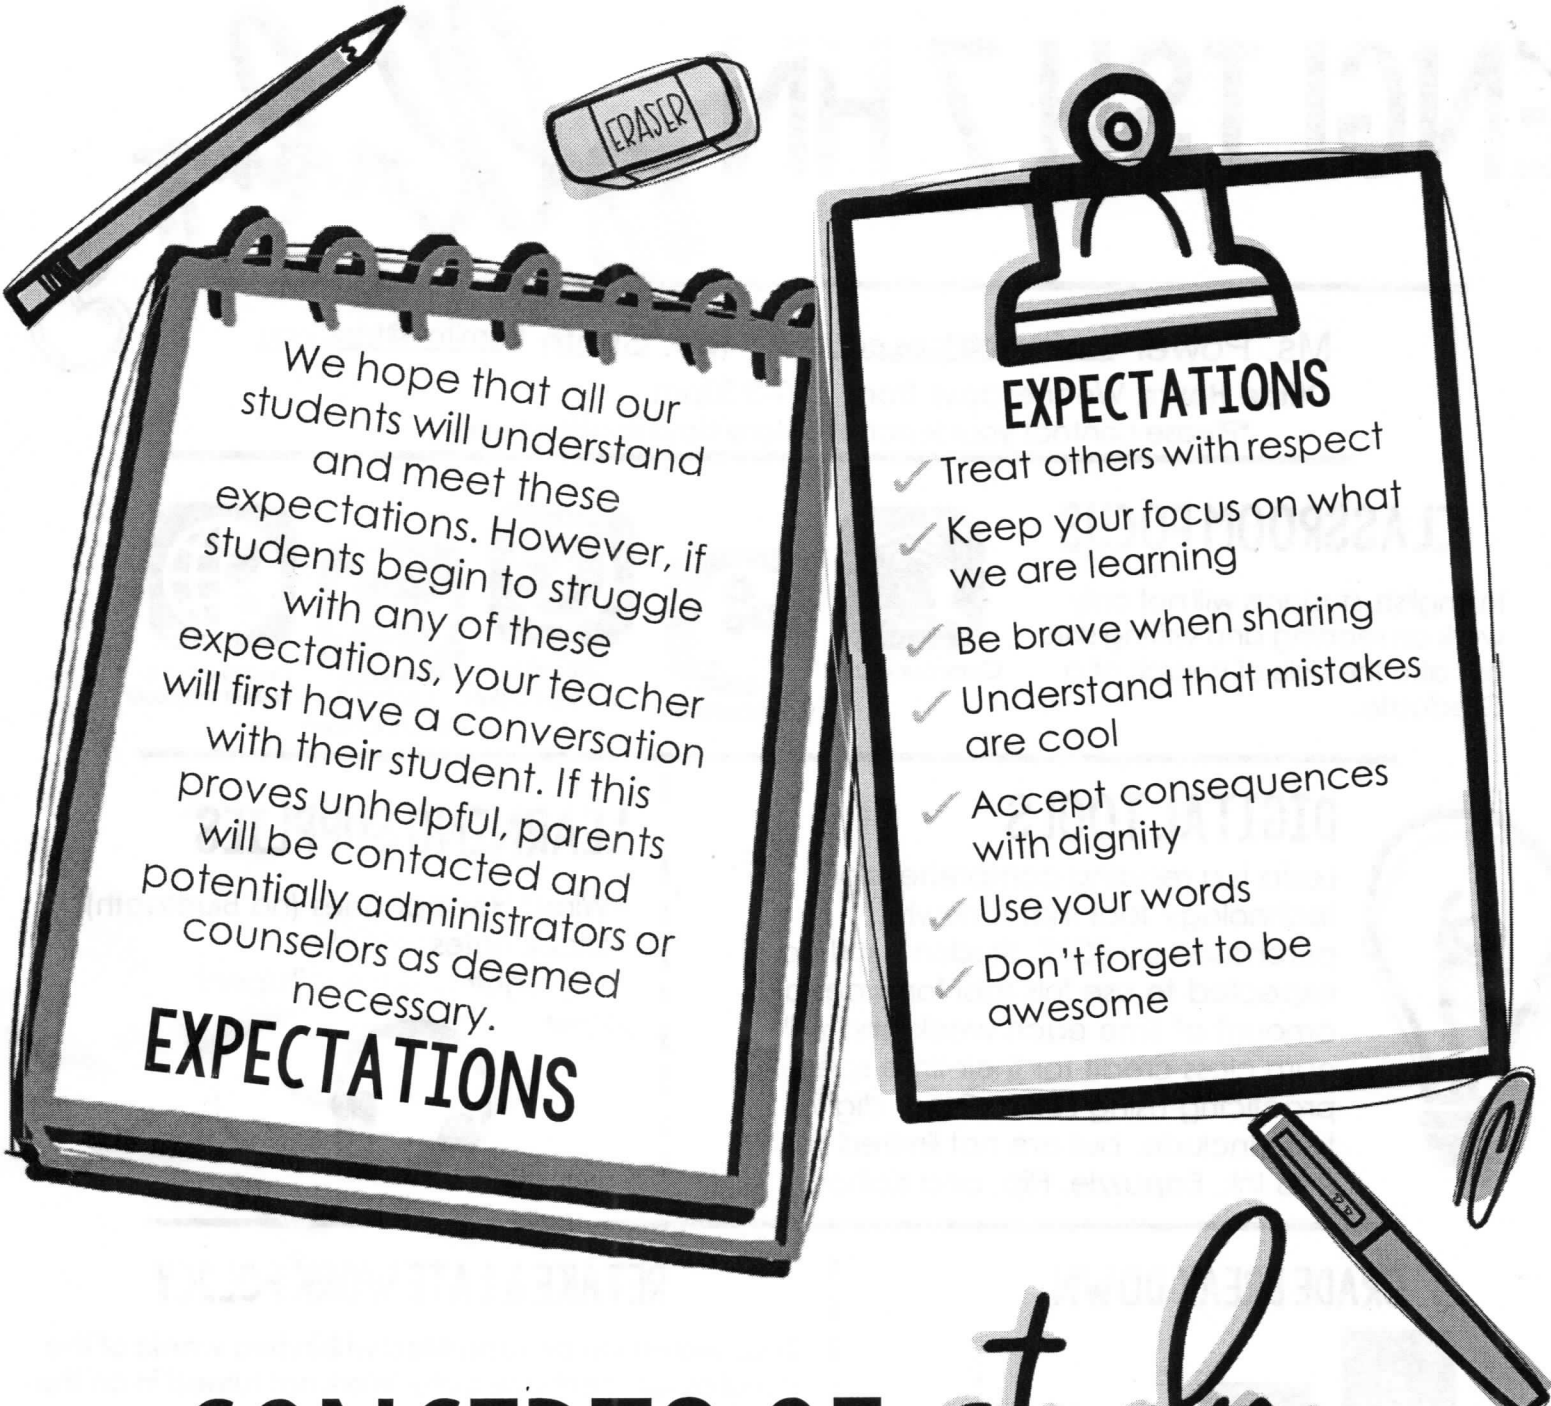 ERASER
We hope that all our
students will understand
and meet these
expectations. However, if
students begin to struggle
with any of these
expectations, your teacher
will first have a conversation
with their student. If this
proves unhelpful, parents
will be contacted and
potentially administrators or
counselors as deemed
necessary.
EXPECTATIONS
EXPECTATIONS
✓ Treat others with respect
✓ Keep your focus on what
we are learning
✓ Be brave when sharing
✓ Understand that mistakes
are cool
✓ Accept consequences
with dignity
✓ Use your words
✓ Don't forget to be
awesome